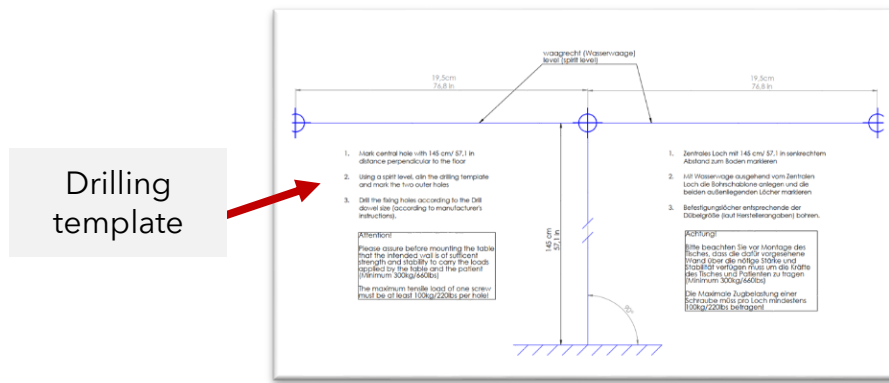 Drilling
template
waagrecht (Wasserwaage)
level (spirit level)
19,5cm
76,8 in
19,5cm
76,8 in
1. Mark central hole with 145 cm/ 57,1 in
distance perpendicular to the floor
2. Using a spirit level, alin the drilling template
and mark the two outer holes
3. Drill the fixing holes according to the Drill
dowel size (according to manufacturer's
instructions).
Attention!
Please assure before mounting the table
that the intended wall is of sufficent
strength and stability to carry the loads
applied by the table and the patient
(Minimum 300kg/660lbs)
The maximum tensile load of one screw
must be at least 100kg/220lbs per hole!
145 cm
57,1 in
90°
1. Zentrales Loch mit 145 cm/ 57,1 in senkrechtem
Abstand zum Boden markieren
2. Mit Wasserwage ausgehend vom Zentralen
Loch die Bohrschablone anlegen und die
beiden außenliegenden Löcher markieren
3. Befestigungslöcher entsprechende der
Dübelgröße (laut Herstellerangaben) bohren.
Achtung!
Bitte beachten Sie vor Montage des
Tisches, dass die dafür vorgesehene
Wand über die nötige Stärke und
Stabilität verfügen muss um die Kräfte
des Tisches und Patienten zu tragen
(Minimum 300kg/660lbs)
Die Maximale Zugbelastung einer
Schraube müss pro Loch mindestens
100kg/220lbs betragen!